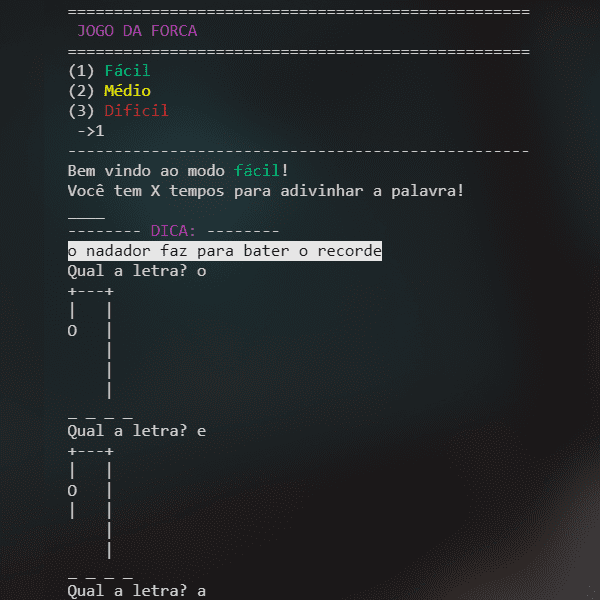 ==================================================
JOGO DA FORCA
==================================================
(1) Fácil
(2) Médio
(3) Dificil
->1
--------------------------------------------------
Bem vindo ao modo fácil!
Você tem X tempos para adivinhar a palavra!
____
-------- DICA: --------
o nadador faz para bater o recorde
Qual a letra? o
+---+
|   |
O   |
    |
    |
    |
_ _ _ _
Qual a letra? e
+---+
|   |
O   |
|   |
    |
    |
_ _ _ _
Qual a letra? a